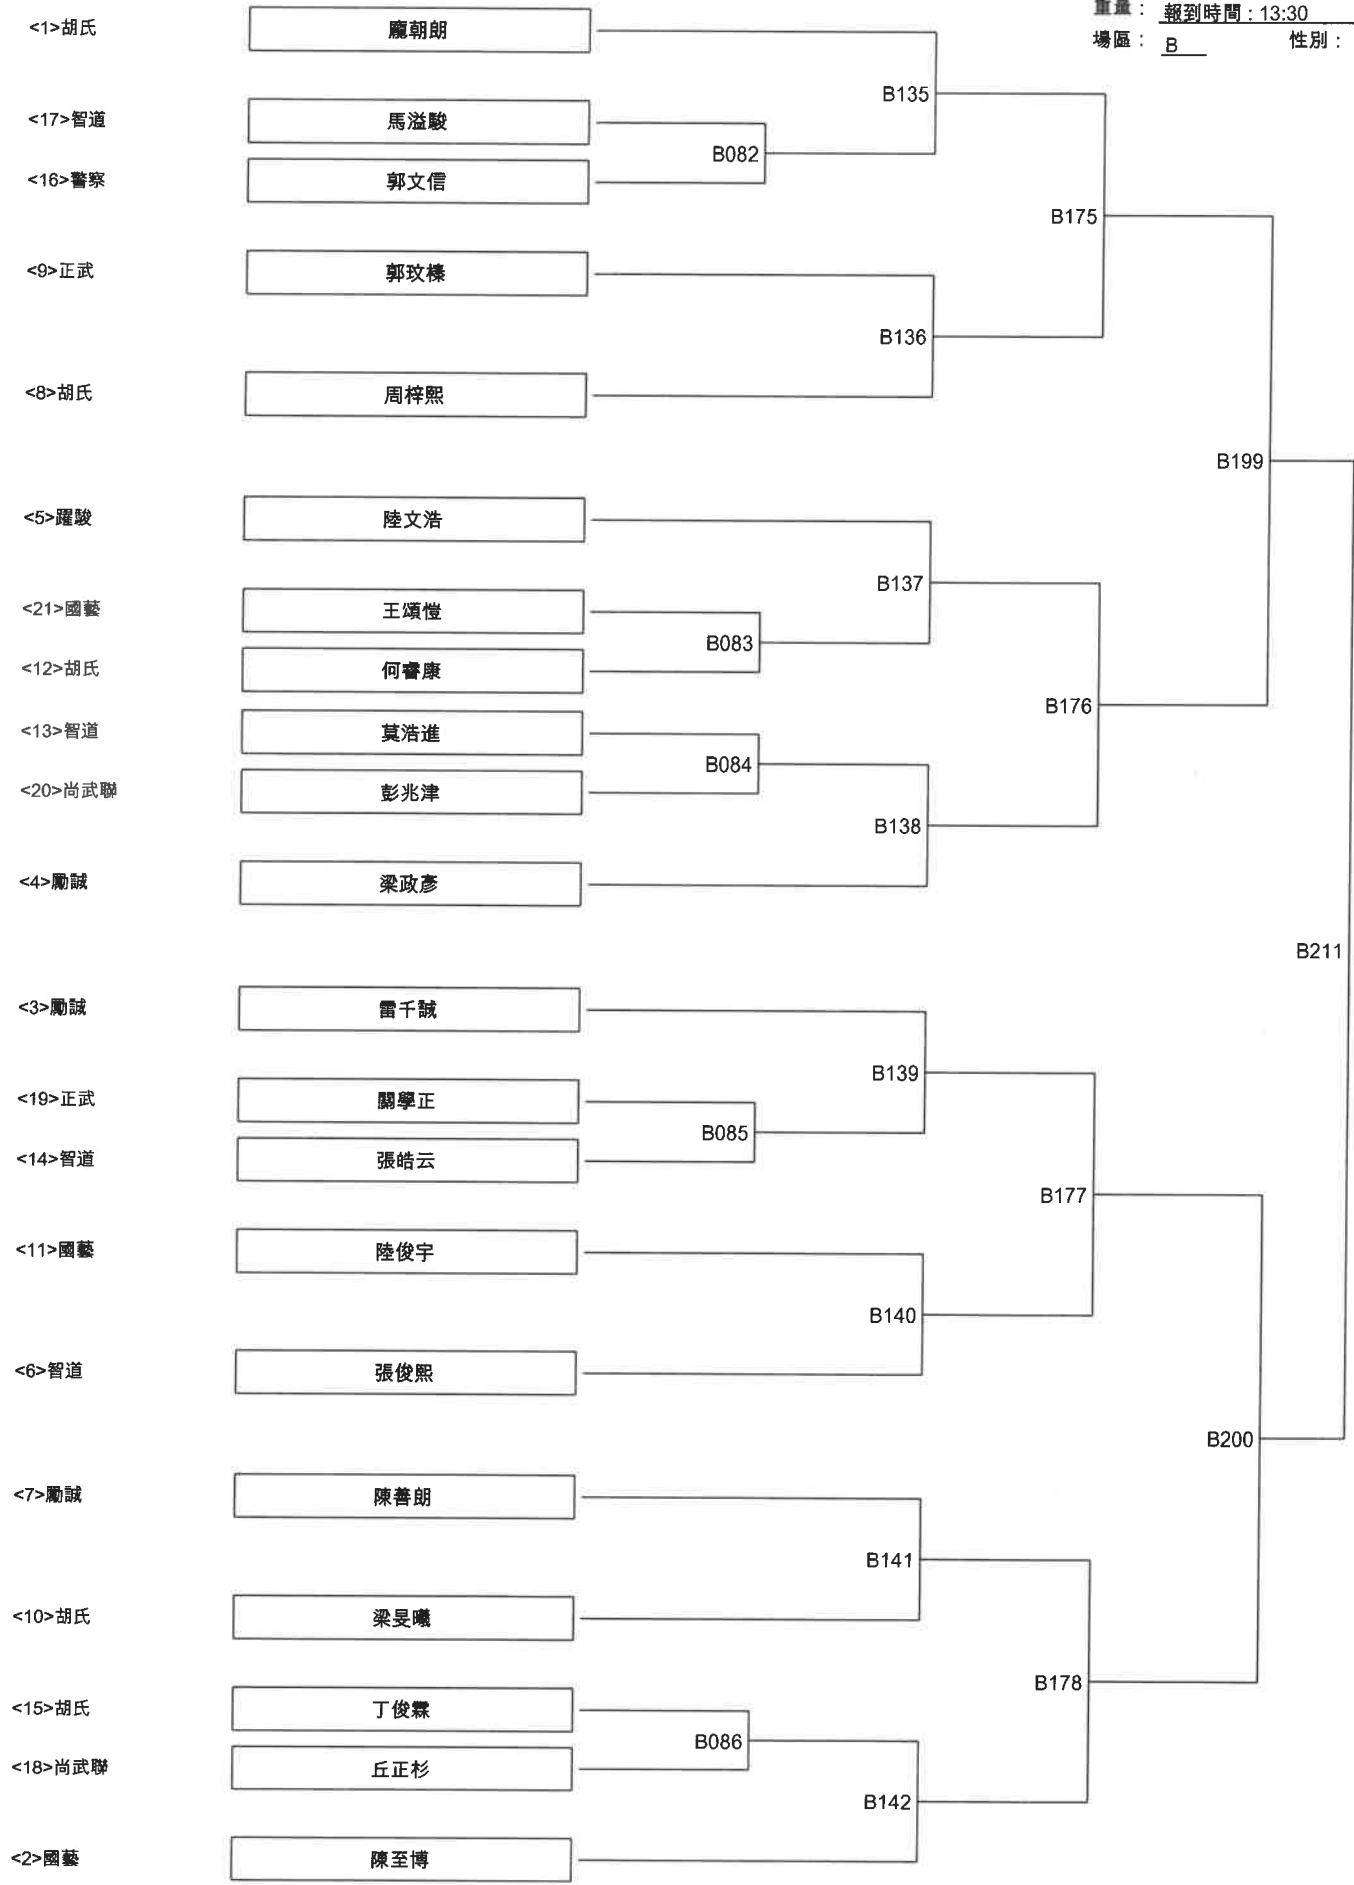 重量： 報到時間 : 13:30
場區： B 性別：
<1>胡氏 龐朝朗
B135
<17>智道 馬溢駿
B082
<16>警察 郭文信
B175
<9>正武 郭玟榛
B136
<8>胡氏 周梓熙
B199
<5>躍駿 陸文浩
B137
<21>國藝 王頌愷
B083
<12>胡氏 何睿康
B176
<13>智道 莫浩進
B084
<20>尚武聯 彭兆津
B138
<4>勵誠 梁政彥
B211
<3>勵誠 雷千誠
B139
<19>正武 關學正
B085
<14>智道 張皓云
B177
<11>國藝 陸俊宇
B140
<6>智道 張俊熙
B200
<7>勵誠 陳善朗
B141
<10>胡氏 梁旻曦
B178
<15>胡氏 丁俊霖
B086
<18>尚武聯 丘正杉
B142
<2>國藝 陳至博